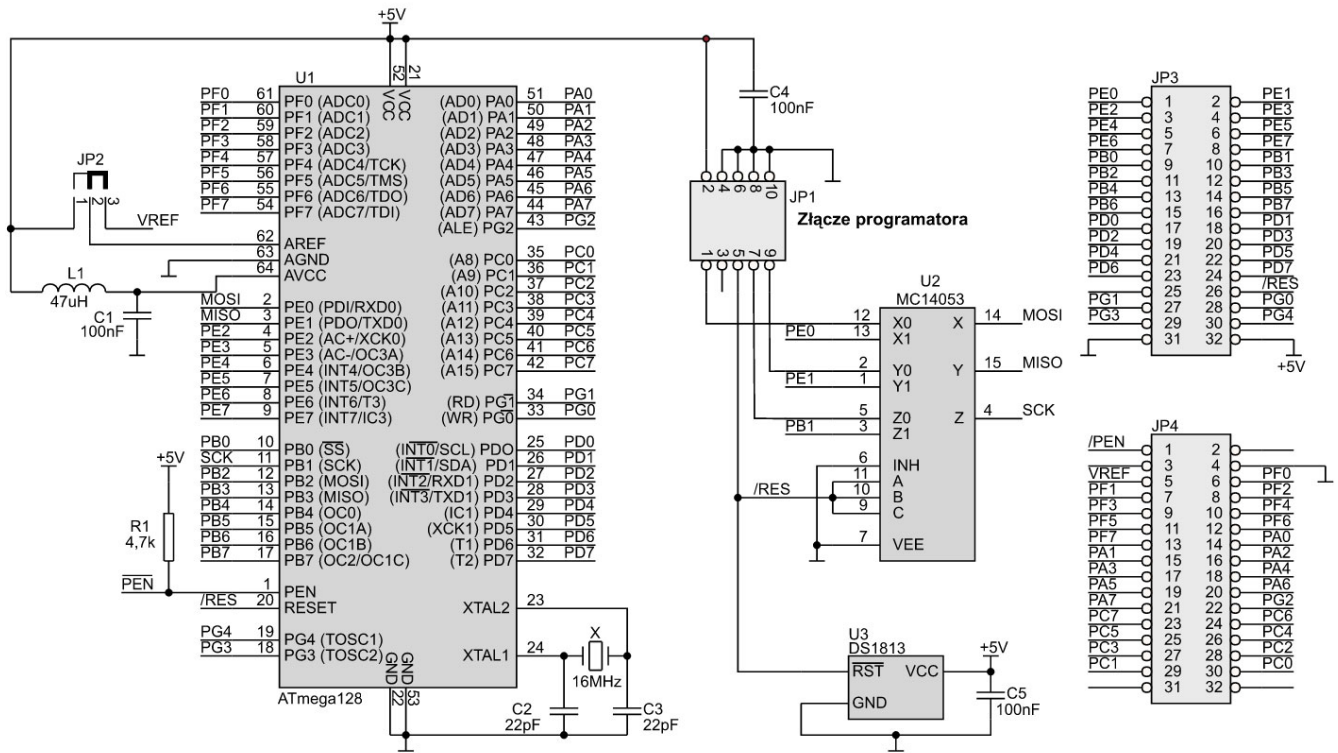 +5V
U1
52 VCC
21 VCC
PF0 61 PF0 (ADC0)
PF1 60 PF1 (ADC1)
PF2 59 PF2 (ADC2)
PF3 58 PF3 (ADC3)
PF4 57 PF4 (ADC4/TCK)
PF5 56 PF5 (ADC5/TMS)
PF6 55 PF6 (ADC6/TDO)
PF7 54 PF7 (ADC7/TDI)
JP2
1 2 3
VREF
62 AREF
63 AGND
64 AVCC
L1
47uH
C1
100nF
MOSI 2 PE0 (PDI/RXD0)
MISO 3 PE1 (PDO/TXD0)
PE2 4 PE2 (AC+/XCK0)
PE3 5 PE3 (AC-/OC3A)
PE4 6 PE4 (INT4/OC3B)
PE5 7 PE5 (INT5/OC3C)
PE6 8 PE6 (INT6/T3)
PE7 9 PE7 (INT7/IC3)
PB0 10 PB0 (SS)
SCK 11 PB1 (SCK)
PB2 12 PB2 (MOSI)
PB3 13 PB3 (MISO)
PB4 14 PB4 (OC0)
PB5 15 PB5 (OC1A)
PB6 16 PB6 (OC1B)
PB7 17 PB7 (OC2/OC1C)
+5V
R1
4,7k
PEN
1 PEN
/RES 20 RESET
PG4 19 PG4 (TOSC1)
PG3 18 PG3 (TOSC2)
GND 22
GND 53
ATmega128
(AD0) PA0 51 PA0
(AD1) PA1 50 PA1
(AD2) PA2 49 PA2
(AD3) PA3 48 PA3
(AD4) PA4 47 PA4
(AD5) PA5 46 PA5
(AD6) PA6 45 PA6
(AD7) PA7 44 PA7
(ALE) PG2 43 PG2
(A8) PC0 35 PC0
(A9) PC1 36 PC1
(A10) PC2 37 PC2
(A11) PC3 38 PC3
(A12) PC4 39 PC4
(A13) PC5 40 PC5
(A14) PC6 41 PC6
(A15) PC7 42 PC7
(RD) PG1 34 PG1
(WR) PG0 33 PG0
(INT0/SCL) PDO 25 PD0
(INT1/SDA) PD1 26 PD1
(INT2/RXD1) PD2 27 PD2
(INT3/TXD1) PD3 28 PD3
(IC1) PD4 29 PD4
(XCK1) PD5 30 PD5
(T1) PD6 31 PD6
(T2) PD7 32 PD7
XTAL2 23
XTAL1 24
X
16MHz
C2
22pF
C3
22pF
C4
100nF
2 4 6 8 10
JP1
Złącze programatora
1 3 5 7 9
U2
MC14053
12 X0
PE0 13 X1
2 Y0
PE1 1 Y1
5 Z0
PB1 3 Z1
6 INH
11 A
/RES 10 B
9 C
7 VEE
X 14 MOSI
Y 15 MISO
Z 4 SCK
U3
DS1813
RST VCC
GND
+5V
C5
100nF
JP3
PE0 1 2 PE1
PE2 3 4 PE3
PE4 5 6 PE5
PE6 7 8 PE7
PB0 9 10 PB1
PB2 11 12 PB3
PB4 13 14 PB5
PB6 15 16 PB7
PD0 17 18 PD1
PD2 19 20 PD3
PD4 21 22 PD5
PD6 23 24 PD7
25 26 /RES
PG1 27 28 PG0
PG3 29 30 PG4
31 32
+5V
JP4
/PEN 1 2
3 4
VREF 5 6 PF0
PF1 7 8 PF2
PF3 9 10 PF4
PF5 11 12 PF6
PF7 13 14 PA0
PA1 15 16 PA2
PA3 17 18 PA4
PA5 19 20 PA6
PA7 21 22 PG2
PC7 23 24 PC6
PC5 25 26 PC4
PC3 27 28 PC2
PC1 29 30 PC0
31 32